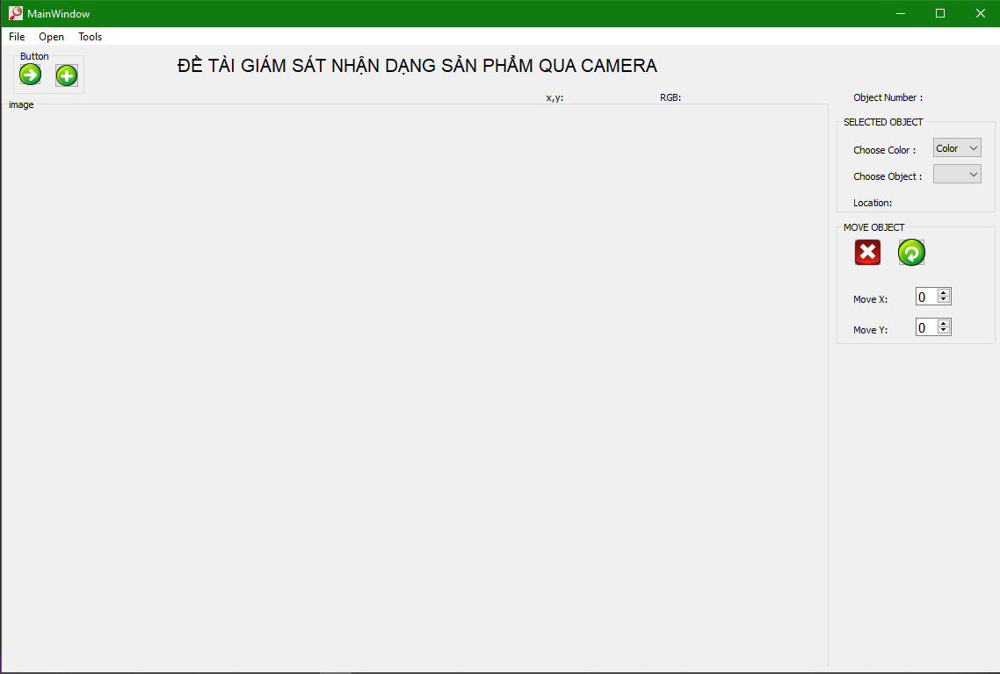 MainWindow
File Open Tools
Button
ĐỀ TÀI GIÁM SÁT NHẬN DẠNG SẢN PHẨM QUA CAMERA
x,y: RGB: Object Number :
image
SELECTED OBJECT
Choose Color : Color
Choose Object :
Location:
MOVE OBJECT
Move X: 0
Move Y: 0